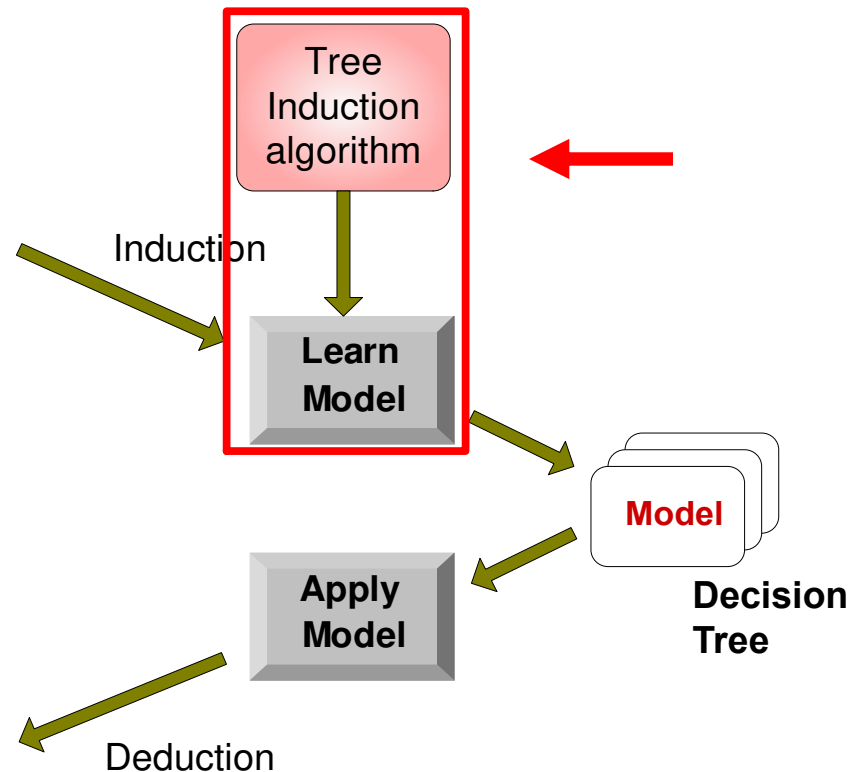 Tree
Induction
algorithm
Induction
Learn
Model
Model
Apply
Model
Decision
Tree
Deduction